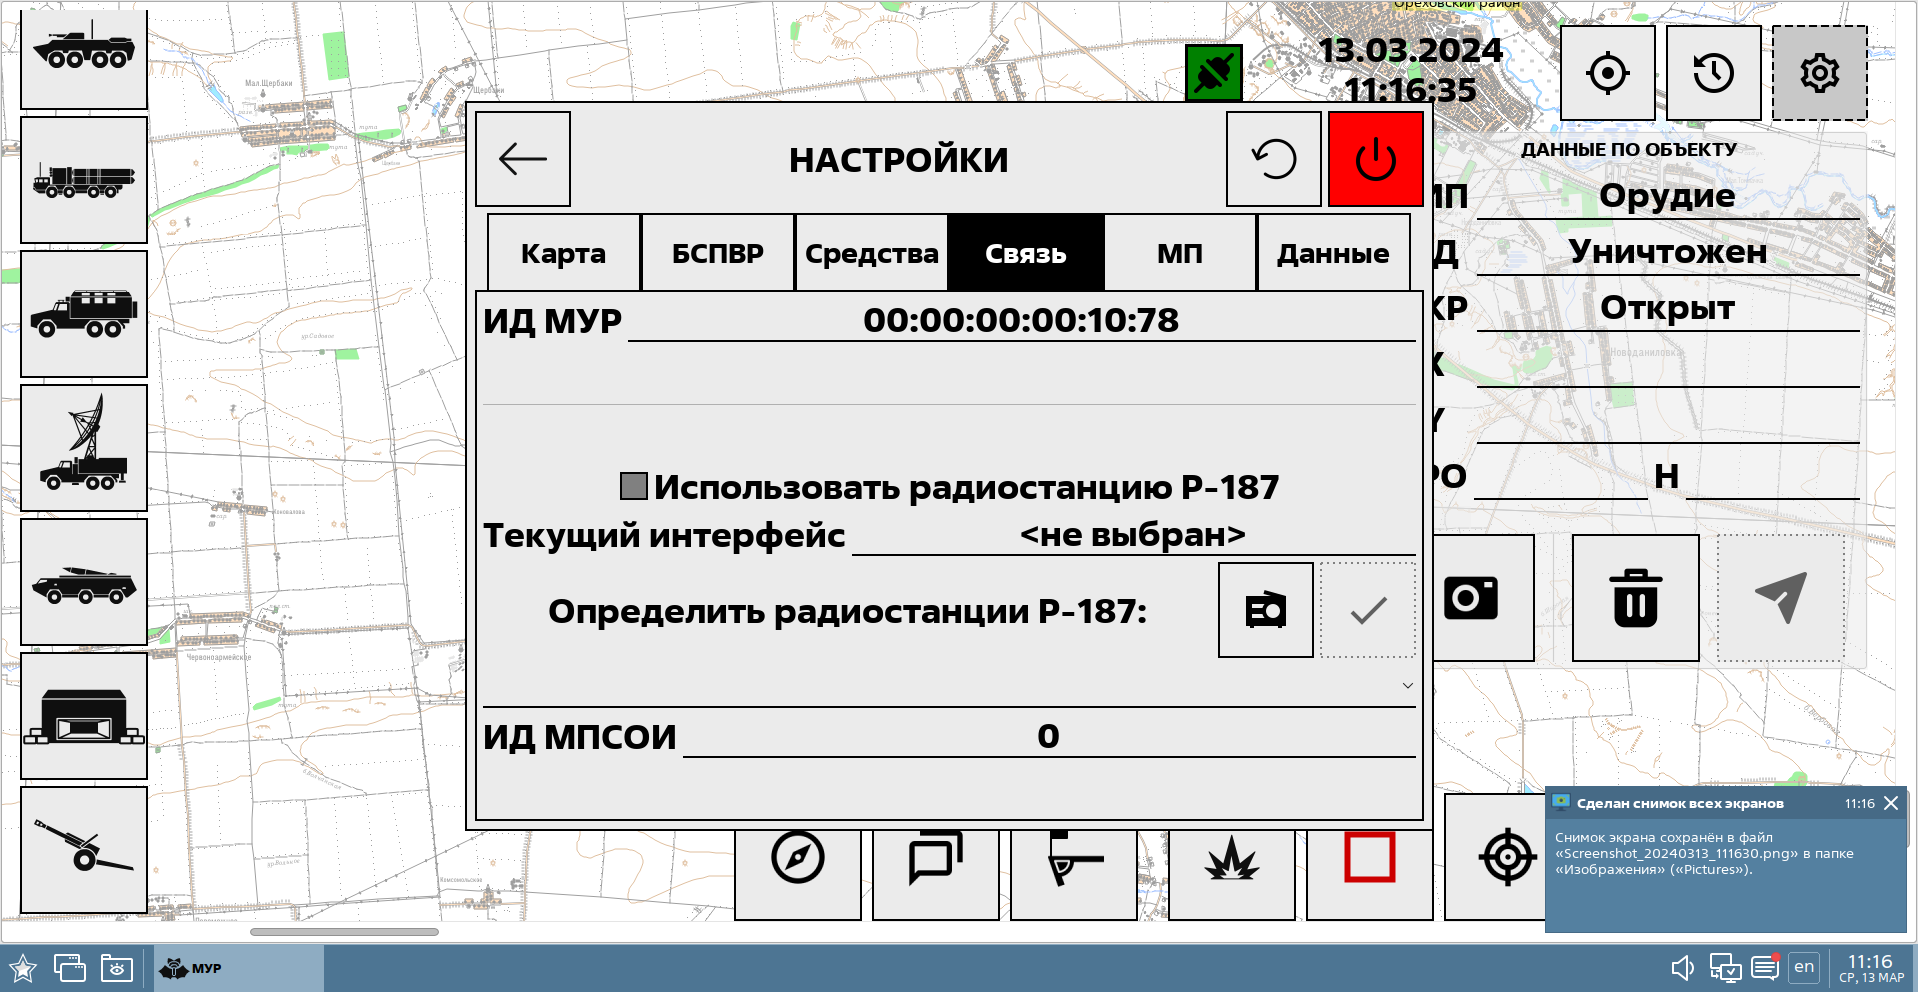 Ореховский район
13.03.2024
11:16:35
Мал.Щербаки
Щербаки
НАСТРОЙКИ
Карта
БСПВР
Средства
Связь
МП
Данные
ИД МУР
00:00:00:00:10:78
Использовать радиостанцию Р-187
Текущий интерфейс
<не выбран>
Определить радиостанции Р-187:
ИД МПСОИ
0
ДАННЫЕ ПО ОБЪЕКТУ
ИП
Орудие
Д
Уничтожен
КР
Открыт
Х
Y
РО
Н
Новоданиловка
Червоноармейское
Комсомольское
Сделан снимок всех экранов
11:16
Снимок экрана сохранён в файл
«Screenshot_20240313_111630.png» в папке
«Изображения» («Pictures»).
МУР
en
11:16
СР, 13 МАР